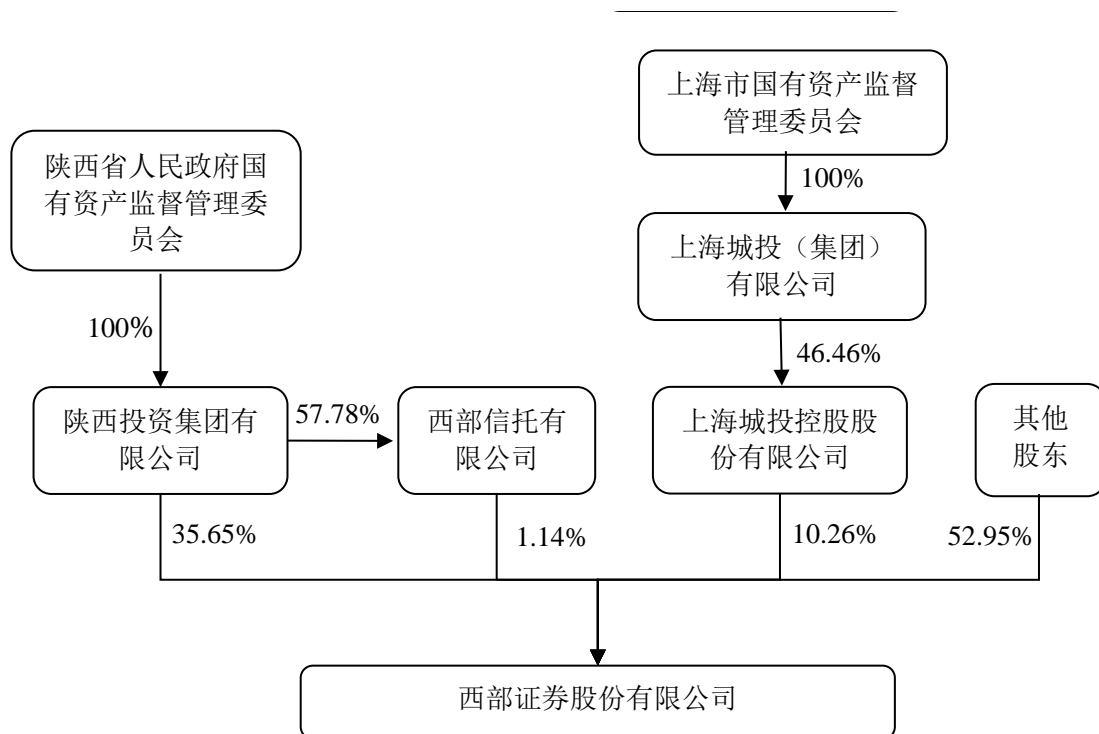 上海市国有资产监督
管理委员会
陕西省人民政府国
有资产监督管理委
员会
100%
上海城投（集团）
有限公司
100%
46.46%
陕西投资集团有
限公司
57.78%
西部信托有
限公司
上海城投控股股
份有限公司
其他
股东
35.65%
1.14%
10.26%
52.95%
西部证券股份有限公司